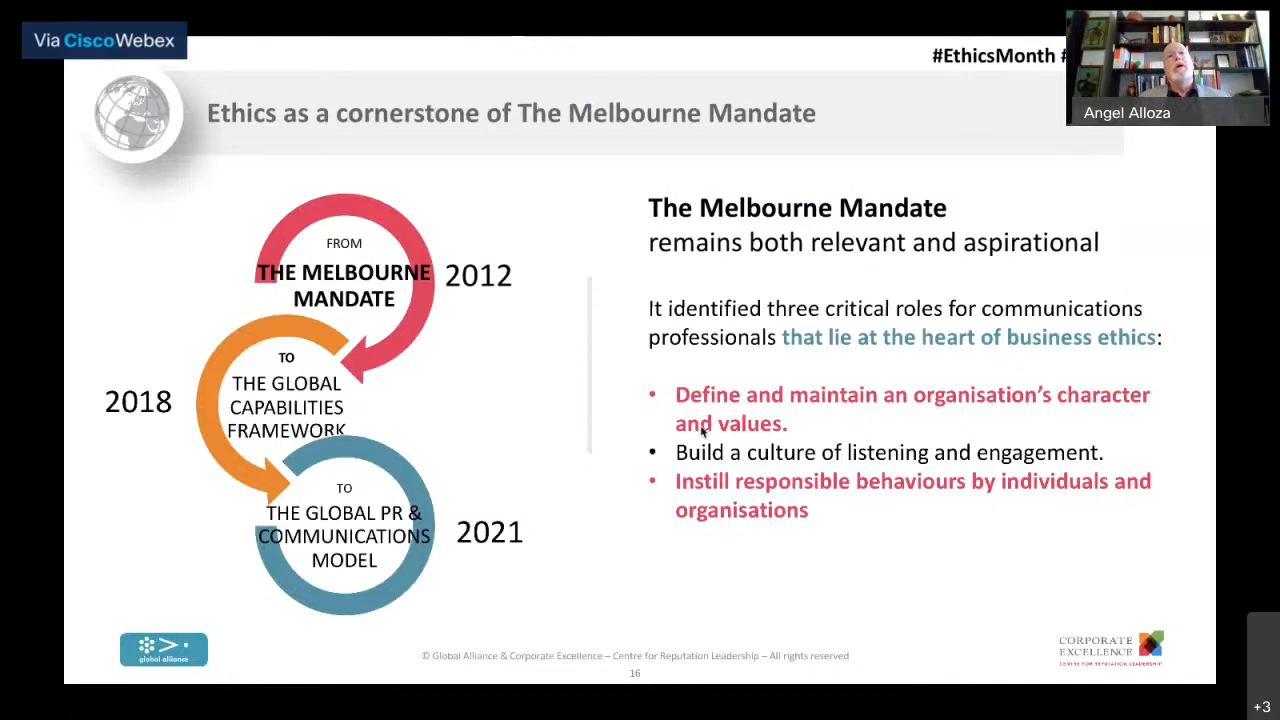 Via CiscoWebex
#EthicsMonth #
Angel Alloza
Ethics as a cornerstone of The Melbourne Mandate
FROM
THE MELBOURNE
MANDATE
2012
TO
THE GLOBAL
CAPABILITIES
FRAMEWORK
2018
TO
THE GLOBAL PR &
COMMUNICATIONS
MODEL
2021
The Melbourne Mandate
remains both relevant and aspirational
It identified three critical roles for communications
professionals that lie at the heart of business ethics:
• Define and maintain an organisation’s character
and values.
• Build a culture of listening and engagement.
• Instill responsible behaviours by individuals and
organisations
global alliance
© Global Alliance & Corporate Excellence – Centre for Reputation Leadership – All rights reserved
16
CORPORATE
EXCELLENCE
CENTRE FOR REPUTATION LEADERSHIP
+3